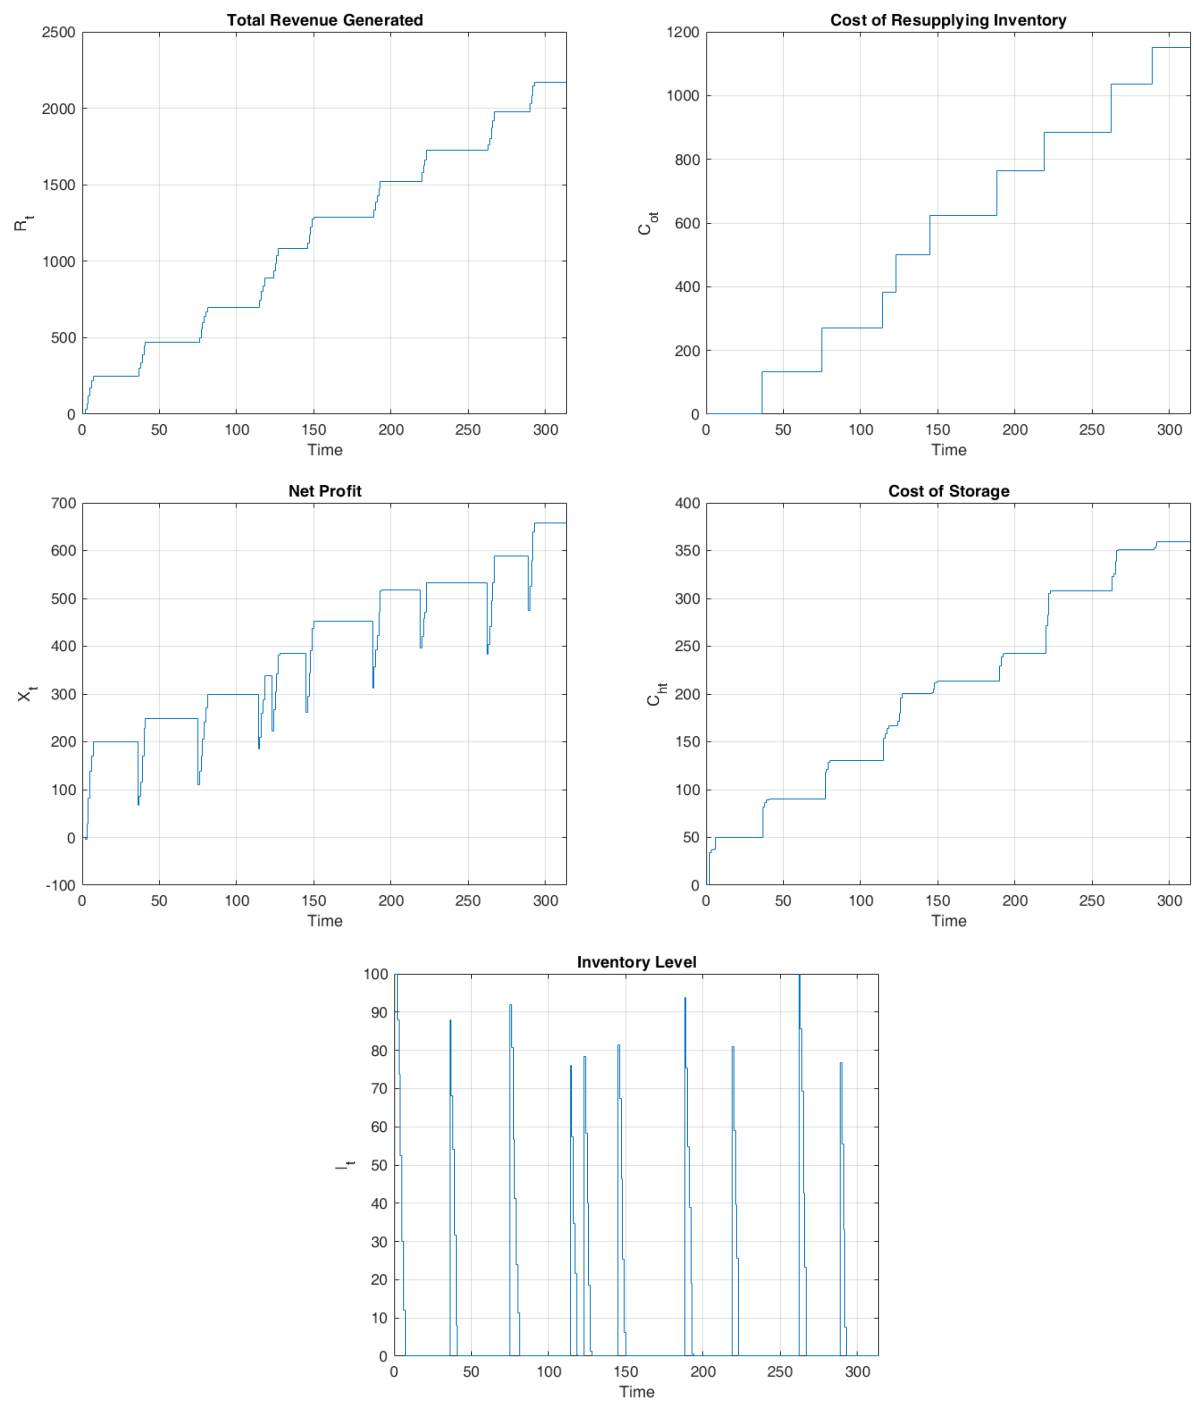 Total Revenue Generated
2500
2000
1500
1000
500
0
R_t
0 50 100 150 200 250 300
Time
Cost of Resupplying Inventory
1200
1000
800
600
400
200
0
C_ot
0 50 100 150 200 250 300
Time
Net Profit
700
600
500
400
300
200
100
0
-100
X_t
0 50 100 150 200 250 300
Time
Cost of Storage
400
350
300
250
200
150
100
50
0
C_ht
0 50 100 150 200 250 300
Time
Inventory Level
100
90
80
70
60
50
40
30
20
10
0
I_t
0 50 100 150 200 250 300
Time